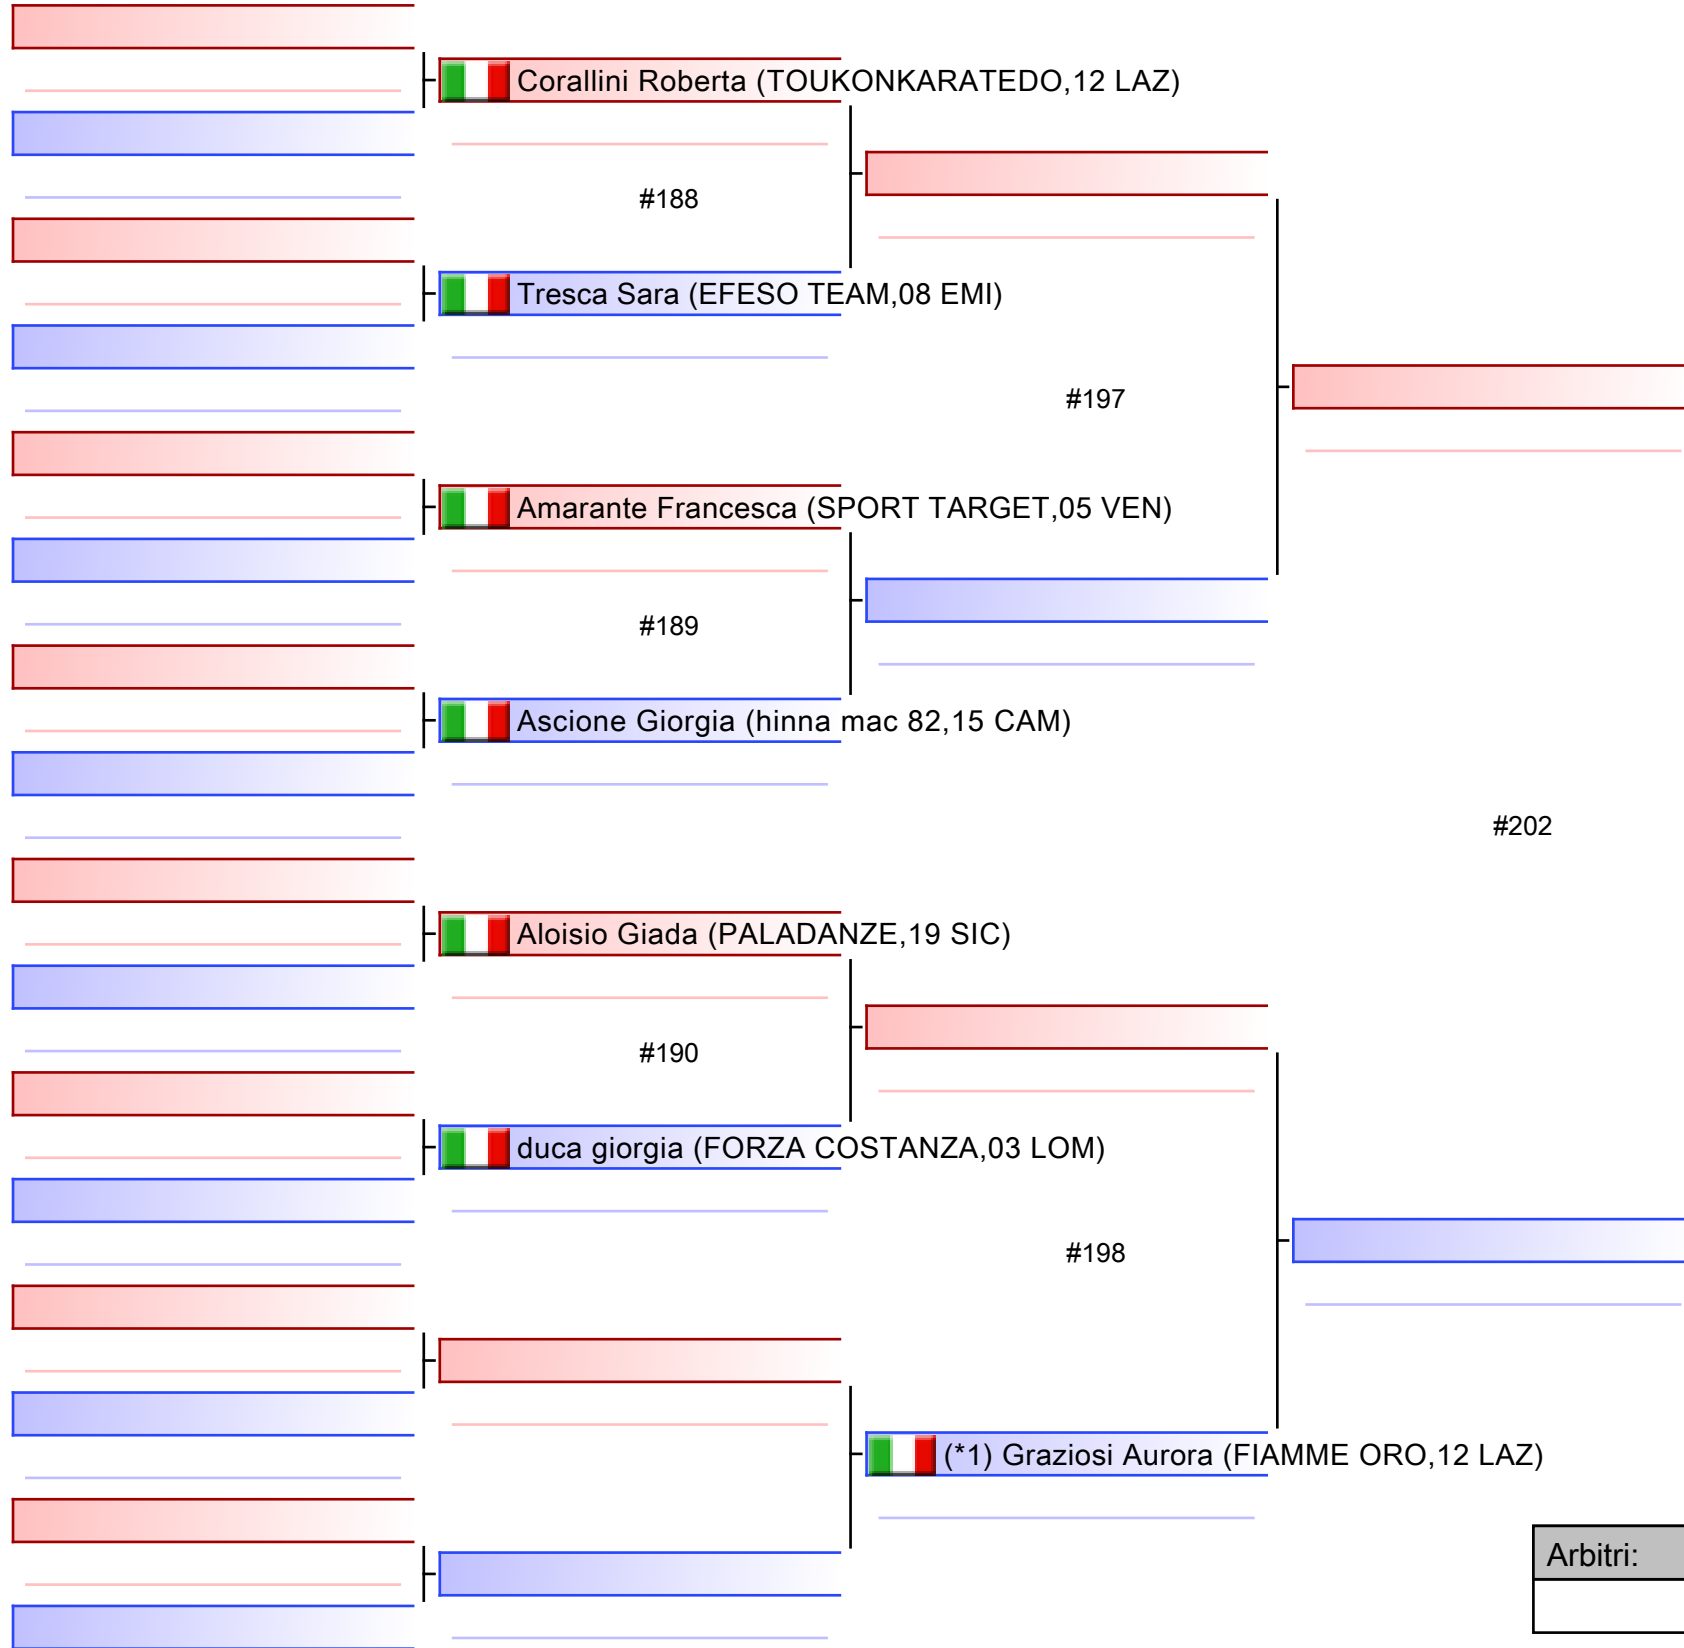 Corallini Roberta (TOUKONKARATEDO,12 LAZ)
#188
Tresca Sara (EFESO TEAM,08 EMI)
#197
Amarante Francesca (SPORT TARGET,05 VEN)
#189
Ascione Giorgia (hinna mac 82,15 CAM)
#202
Aloisio Giada (PALADANZE,19 SIC)
#190
duca giorgia (FORZA COSTANZA,03 LOM)
#198
(*1) Graziosi Aurora (FIAMME ORO,12 LAZ)
Arbitri: